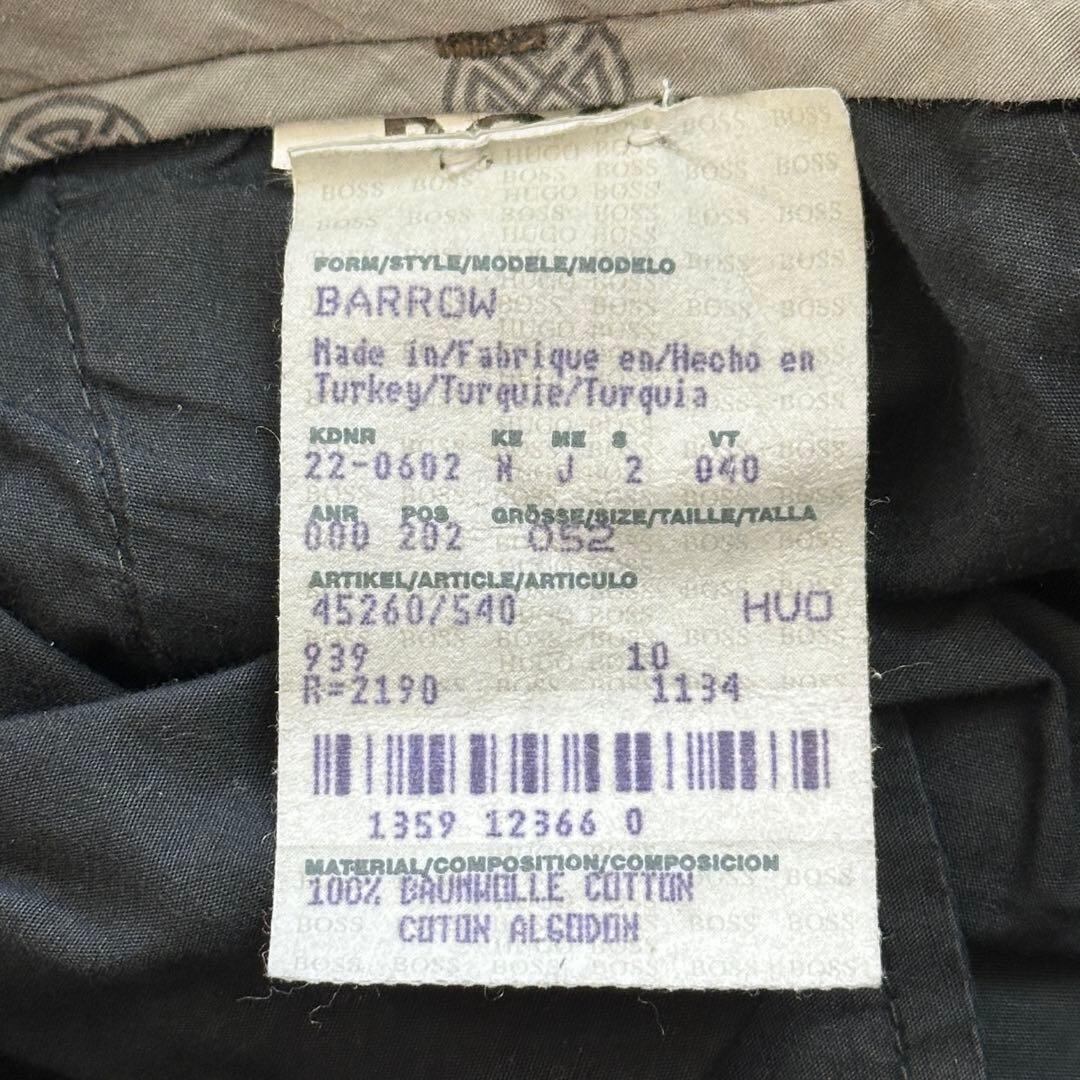 FORM/STYLE/MODELE/MODELO
BARROW
Made in/Fabrique en/Hecho en
Turkey/Turquie/Turquia
KDNR KE ME S VT
22-0602 N J 2 040
ANR POS GRÖSSE/SIZE/TAILLE/TALLA
000 202 052
ARTIKEL/ARTICLE/ARTICULO
45260/540 HVO
939 10
R=2190 1134
1359 12366 0
MATERIAL/COMPOSITION/COMPOSICION
100% BAUMWOLLE COTTON
COTON ALGODON